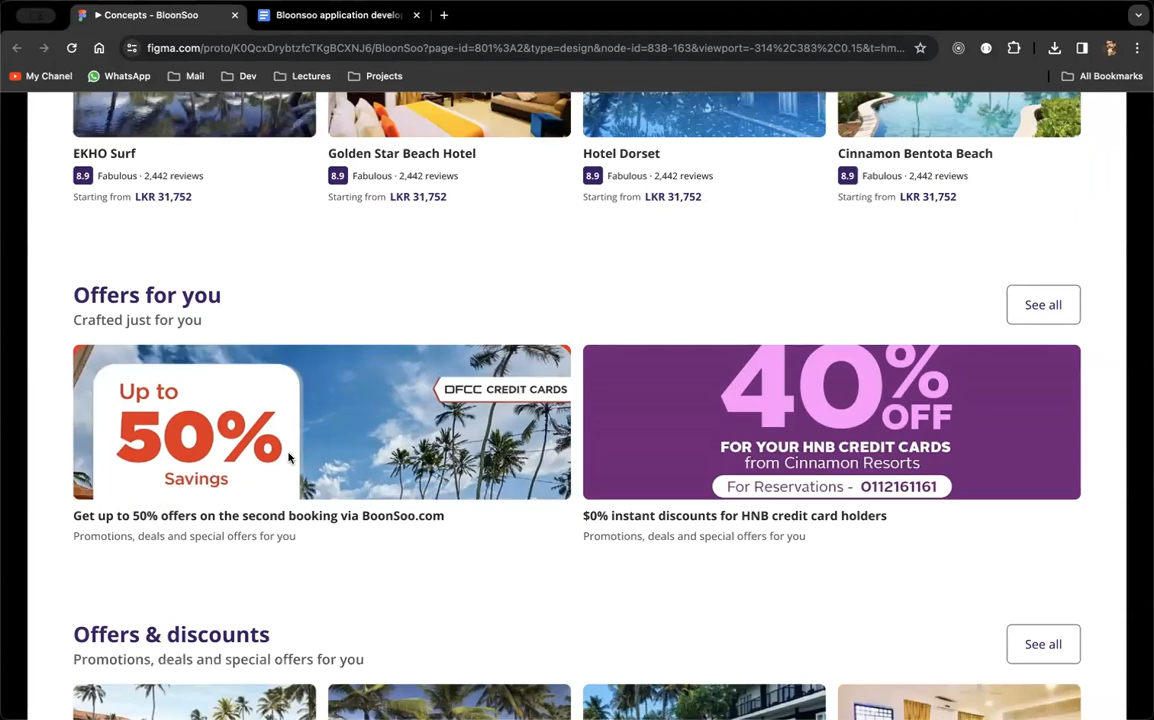 Concepts - BloonSoo
Bloonsoo application develo
figma.com/proto/K0QcxDrybtzfcTKgBCXNJ6/BloonSoo?page-id=801%3A2&type=design&node-id=838-163&viewport=-314%2C383%2C0.15&t=hm...
My Chanel
WhatsApp
Mail
Dev
Lectures
Projects
All Bookmarks
EKHO Surf
8.9 Fabulous · 2,442 reviews
Starting from LKR 31,752
Golden Star Beach Hotel
8.9 Fabulous · 2,442 reviews
Starting from LKR 31,752
Hotel Dorset
8.9 Fabulous · 2,442 reviews
Starting from LKR 31,752
Cinnamon Bentota Beach
8.9 Fabulous · 2,442 reviews
Starting from LKR 31,752
Offers for you
Crafted just for you
See all
Up to
50%
Savings
DFCC CREDIT CARDS
40%
OFF
FOR YOUR HNB CREDIT CARDS
from Cinnamon Resorts
For Reservations - 0112161161
Get up to 50% offers on the second booking via BoonSoo.com
Promotions, deals and special offers for you
$0% instant discounts for HNB credit card holders
Promotions, deals and special offers for you
Offers & discounts
Promotions, deals and special offers for you
See all